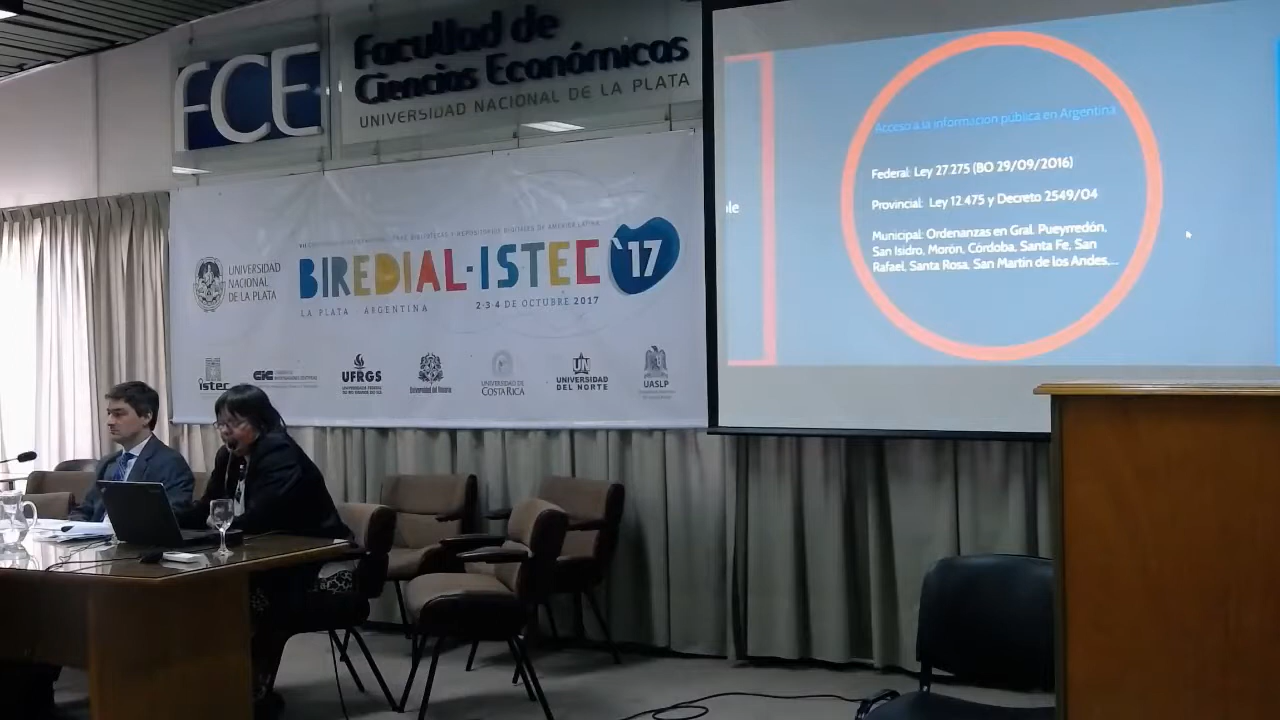 FCE
Facultad de
Ciencias Económicas
UNIVERSIDAD NACIONAL DE LA PLATA
UNIVERSIDAD
NACIONAL
DE LA PLATA
BIREDIAL-ISTEC '17
LA PLATA ARGENTINA
2-3-4 DE OCTUBRE 2017
istec
CIC
UFRGS
UNIVERSIDAD DE
COSTA RICA
UN
UNIVERSIDAD
DEL NORTE
UASLP
Acceso a la información pública en Argentina
Federal: Ley 27.275 (BO 29/09/2016)
Provincial: Ley 12.475 y Decreto 2549/04
Municipal: Ordenanzas en Gral. Pueyrredón,
San Isidro, Morón, Córdoba, Santa Fe, San
Rafael, Santa Rosa, San Martín de los Andes,...